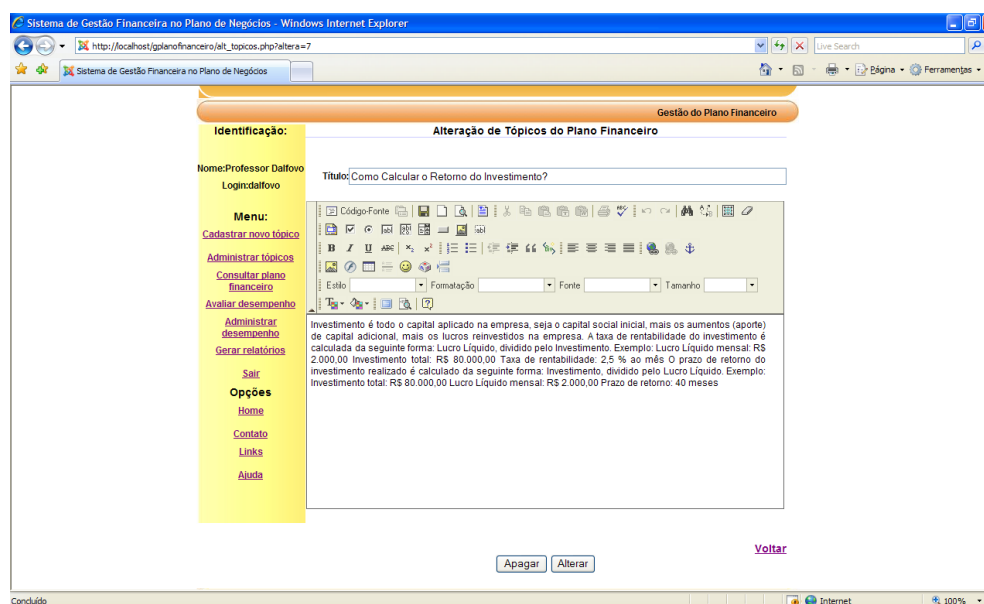 Sistema de Gestão Financeira no Plano de Negócios - Windows Internet Explorer
http://localhost/gplanofinanceiro/alt_topicos.php?altera=7
Live Search
Sistema de Gestão Financeira no Plano de Negócios
Página
Ferramentas
Gestão do Plano Financeiro
Identificação:
Alteração de Tópicos do Plano Financeiro
Nome:Professor Dalfovo
Login:dalfovo
Título: Como Calcular o Retorno do Investimento?
Menu:
Cadastrar novo tópico
Administrar tópicos
Consultar plano
financeiro
Avaliar desempenho
Administrar
desempenho
Gerar relatórios
Sair
Opções
Home
Contato
Links
Ajuda
Código-Fonte
B I U ABC x₂ x²
Estilo Formatação Fonte Tamanho
Investimento é todo o capital aplicado na empresa, seja o capital social inicial, mais os aumentos (aporte)
de capital adicional, mais os lucros reinvestidos na empresa. A taxa de rentabilidade do investimento é
calculada da seguinte forma: Lucro Líquido, dividido pelo Investimento. Exemplo: Lucro Líquido mensal: R$
2.000,00 Investimento total: R$ 80.000,00 Taxa de rentabilidade: 2,5 % ao mês O prazo de retorno do
investimento realizado é calculado da seguinte forma: Investimento, dividido pelo Lucro Líquido. Exemplo:
Investimento total: R$ 80.000,00 Lucro Líquido mensal: R$ 2.000,00 Prazo de retorno: 40 meses
Voltar
Apagar Alterar
Concluído
Internet
100%